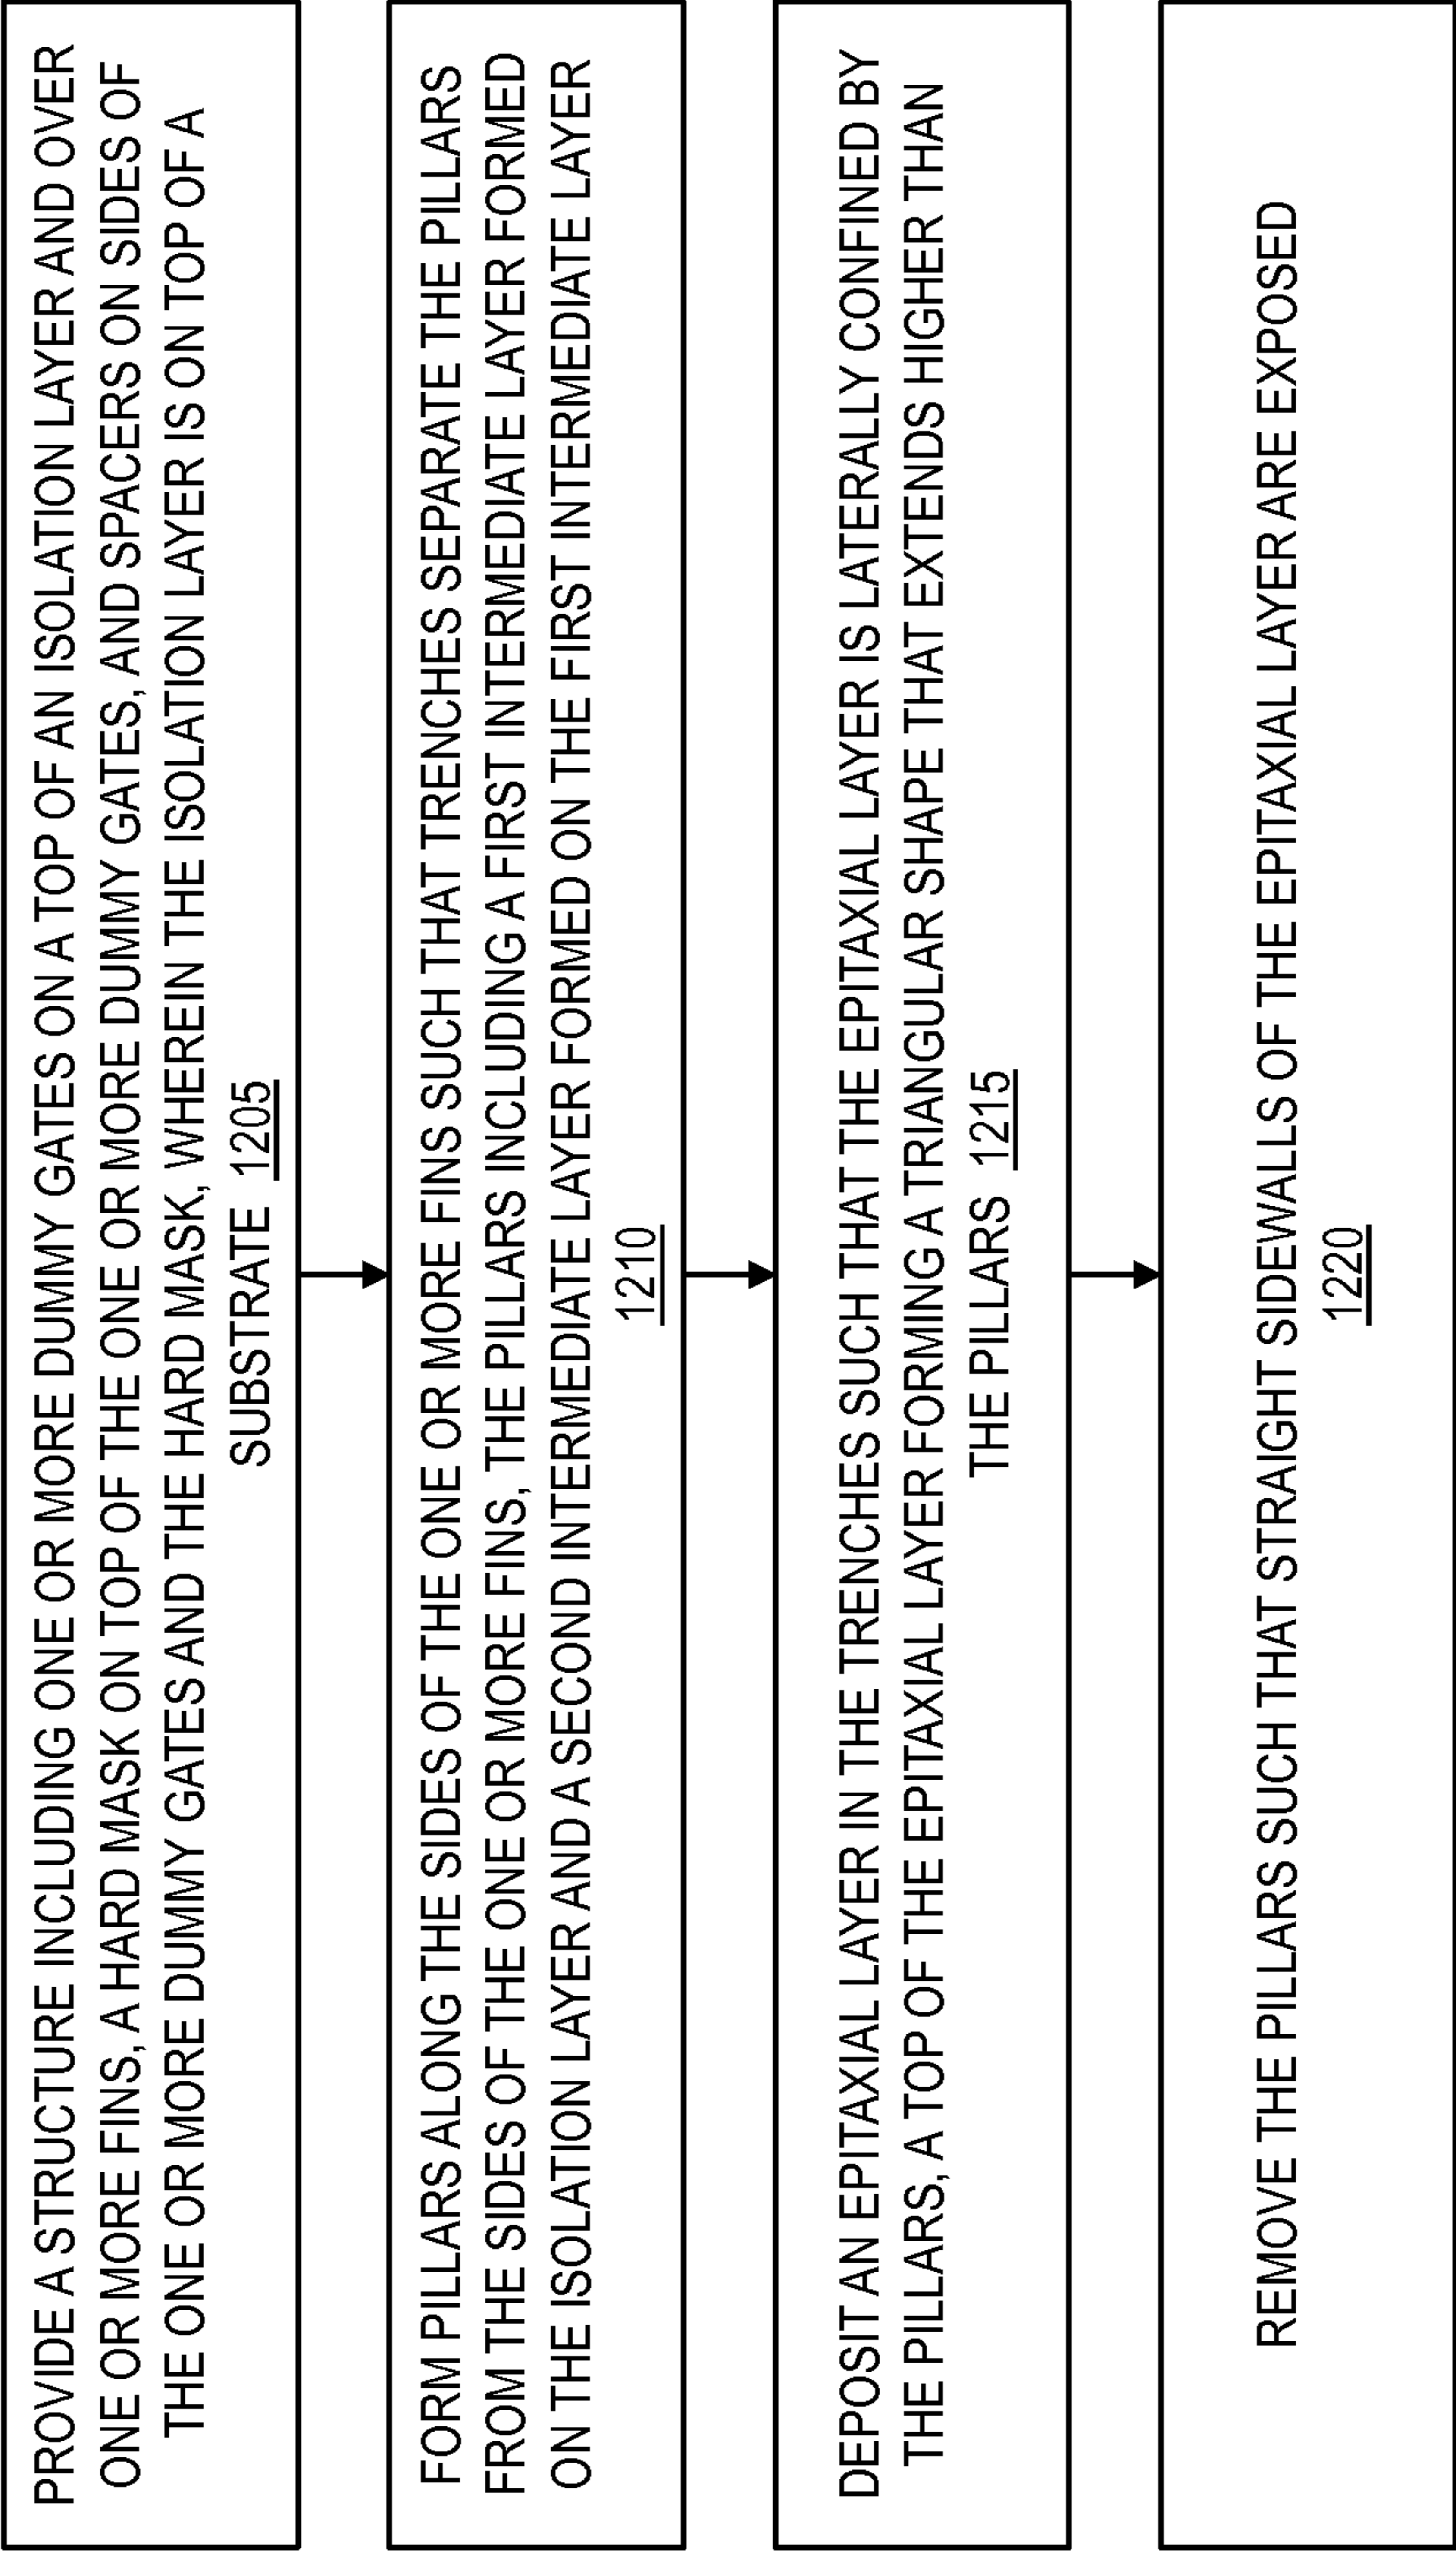 PROVIDE A STRUCTURE INCLUDING ONE OR MORE DUMMY GATES ON A TOP OF AN ISOLATION LAYER AND OVER
ONE OR MORE FINS, A HARD MASK ON TOP OF THE ONE OR MORE DUMMY GATES, AND SPACERS ON SIDES OF
THE ONE OR MORE DUMMY GATES AND THE HARD MASK, WHEREIN THE ISOLATION LAYER IS ON TOP OF A
SUBSTRATE 1205
FORM PILLARS ALONG THE SIDES OF THE ONE OR MORE FINS SUCH THAT TRENCHES SEPARATE THE PILLARS
FROM THE SIDES OF THE ONE OR MORE FINS, THE PILLARS INCLUDING A FIRST INTERMEDIATE LAYER FORMED
ON THE ISOLATION LAYER AND A SECOND INTERMEDIATE LAYER FORMED ON THE FIRST INTERMEDIATE LAYER
1210
DEPOSIT AN EPITAXIAL LAYER IN THE TRENCHES SUCH THAT THE EPITAXIAL LAYER IS LATERALLY CONFINED BY
THE PILLARS, A TOP OF THE EPITAXIAL LAYER FORMING A TRIANGULAR SHAPE THAT EXTENDS HIGHER THAN
THE PILLARS 1215
REMOVE THE PILLARS SUCH THAT STRAIGHT SIDEWALLS OF THE EPITAXIAL LAYER ARE EXPOSED
1220